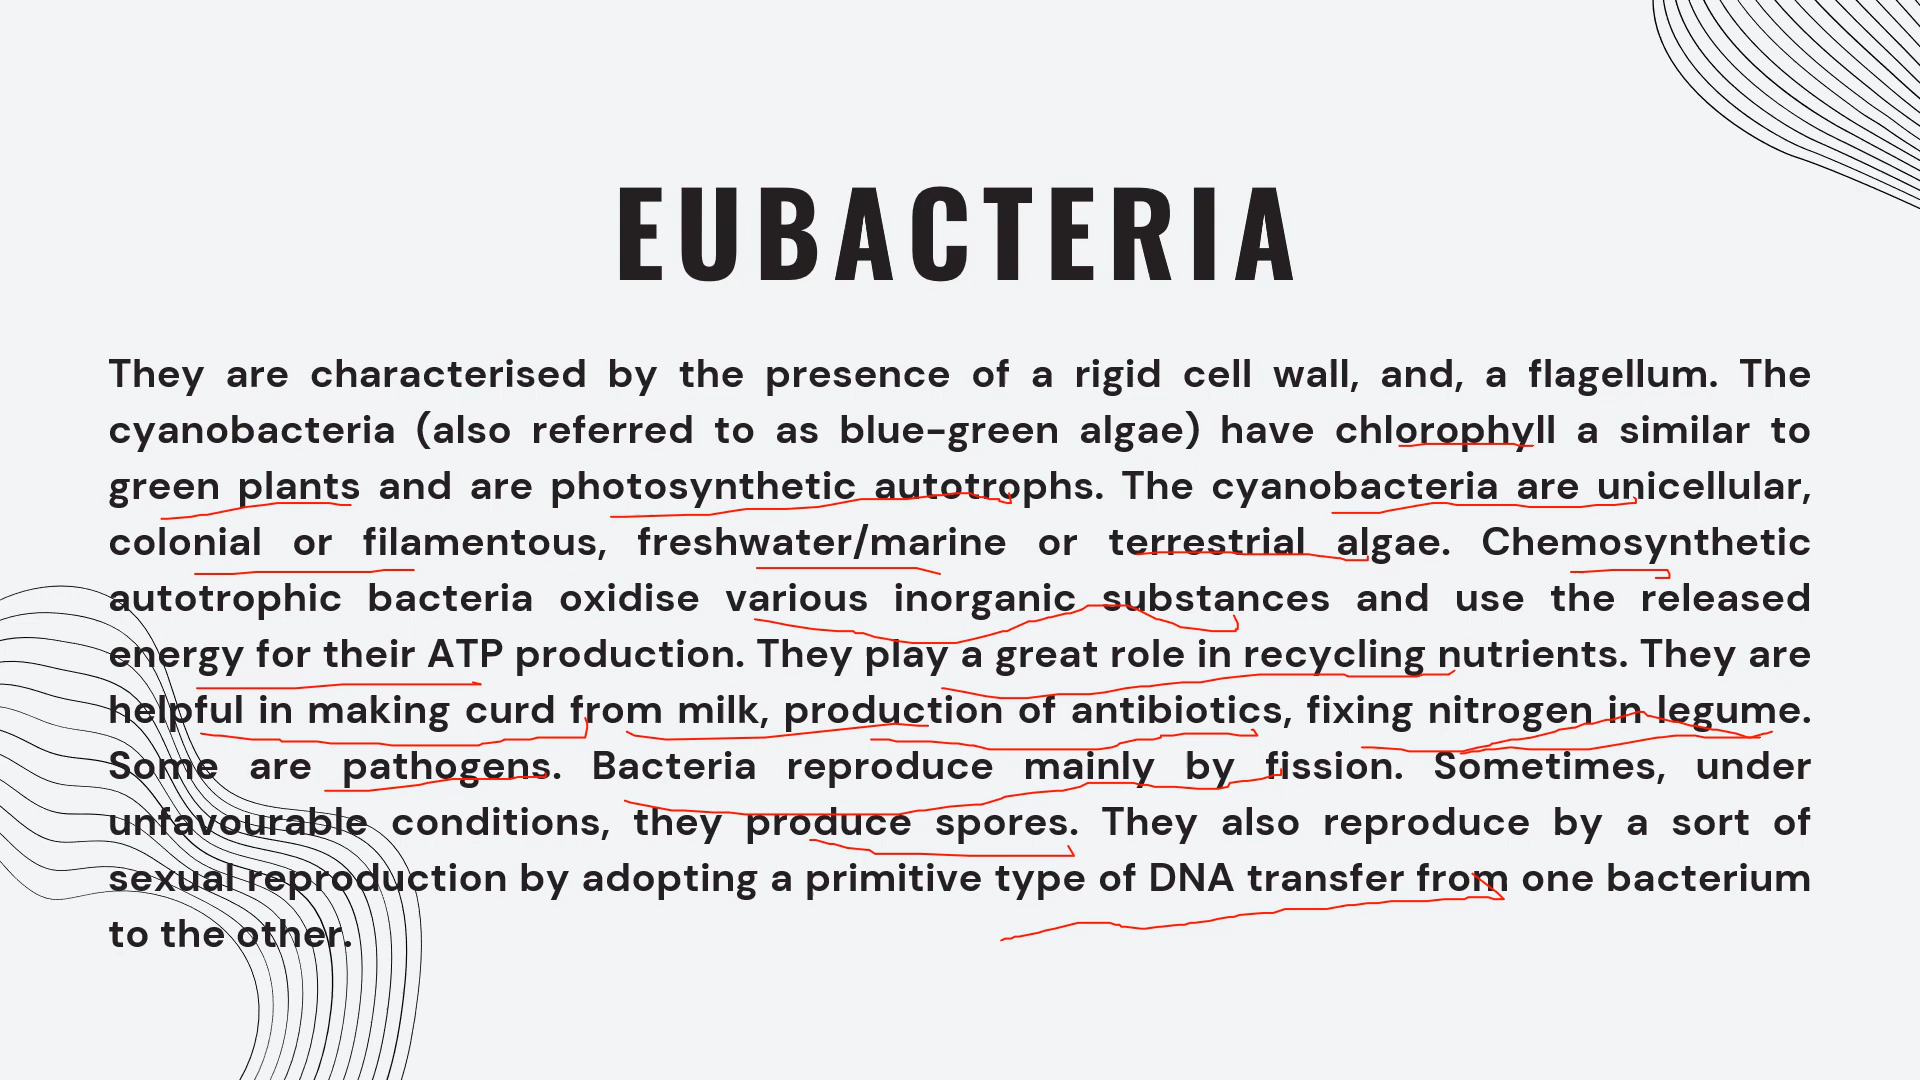 EUBACTERIA
They are characterised by the presence of a rigid cell wall, and, a flagellum. The
cyanobacteria (also referred to as blue-green algae) have chlorophyll a similar to
green plants and are photosynthetic autotrophs. The cyanobacteria are unicellular,
colonial or filamentous, freshwater/marine or terrestrial algae. Chemosynthetic
autotrophic bacteria oxidise various inorganic substances and use the released
energy for their ATP production. They play a great role in recycling nutrients. They are
helpful in making curd from milk, production of antibiotics, fixing nitrogen in legume.
Some are pathogens. Bacteria reproduce mainly by fission. Sometimes, under
unfavourable conditions, they produce spores. They also reproduce by a sort of
sexual reproduction by adopting a primitive type of DNA transfer from one bacterium
to the other.